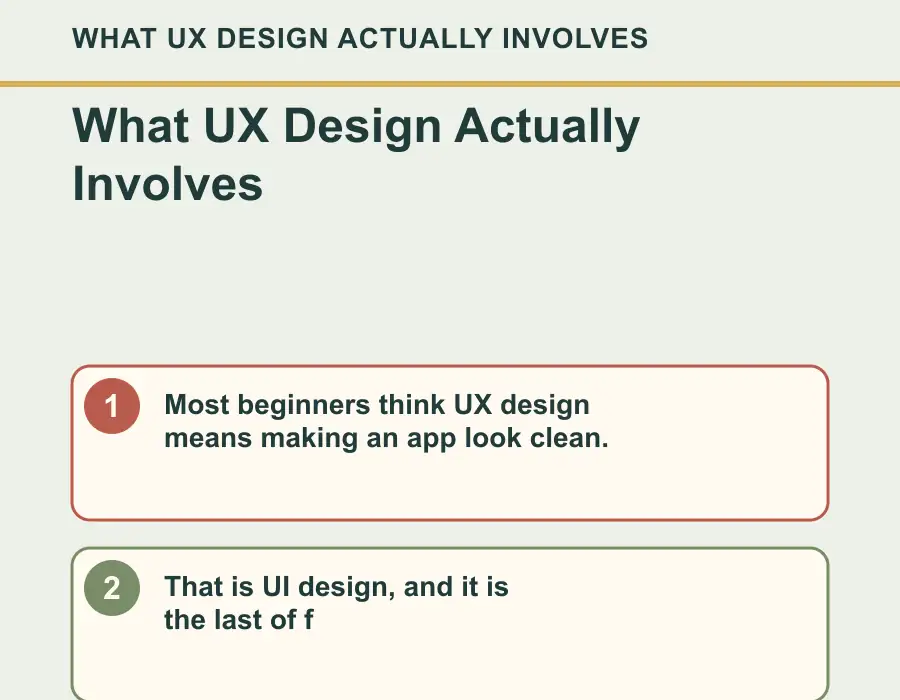 WHAT UX DESIGN ACTUALLY INVOLVES
What UX Design Actually
Involves
1
Most beginners think UX design
means making an app look clean.
2
That is UI design, and it is
the last of f